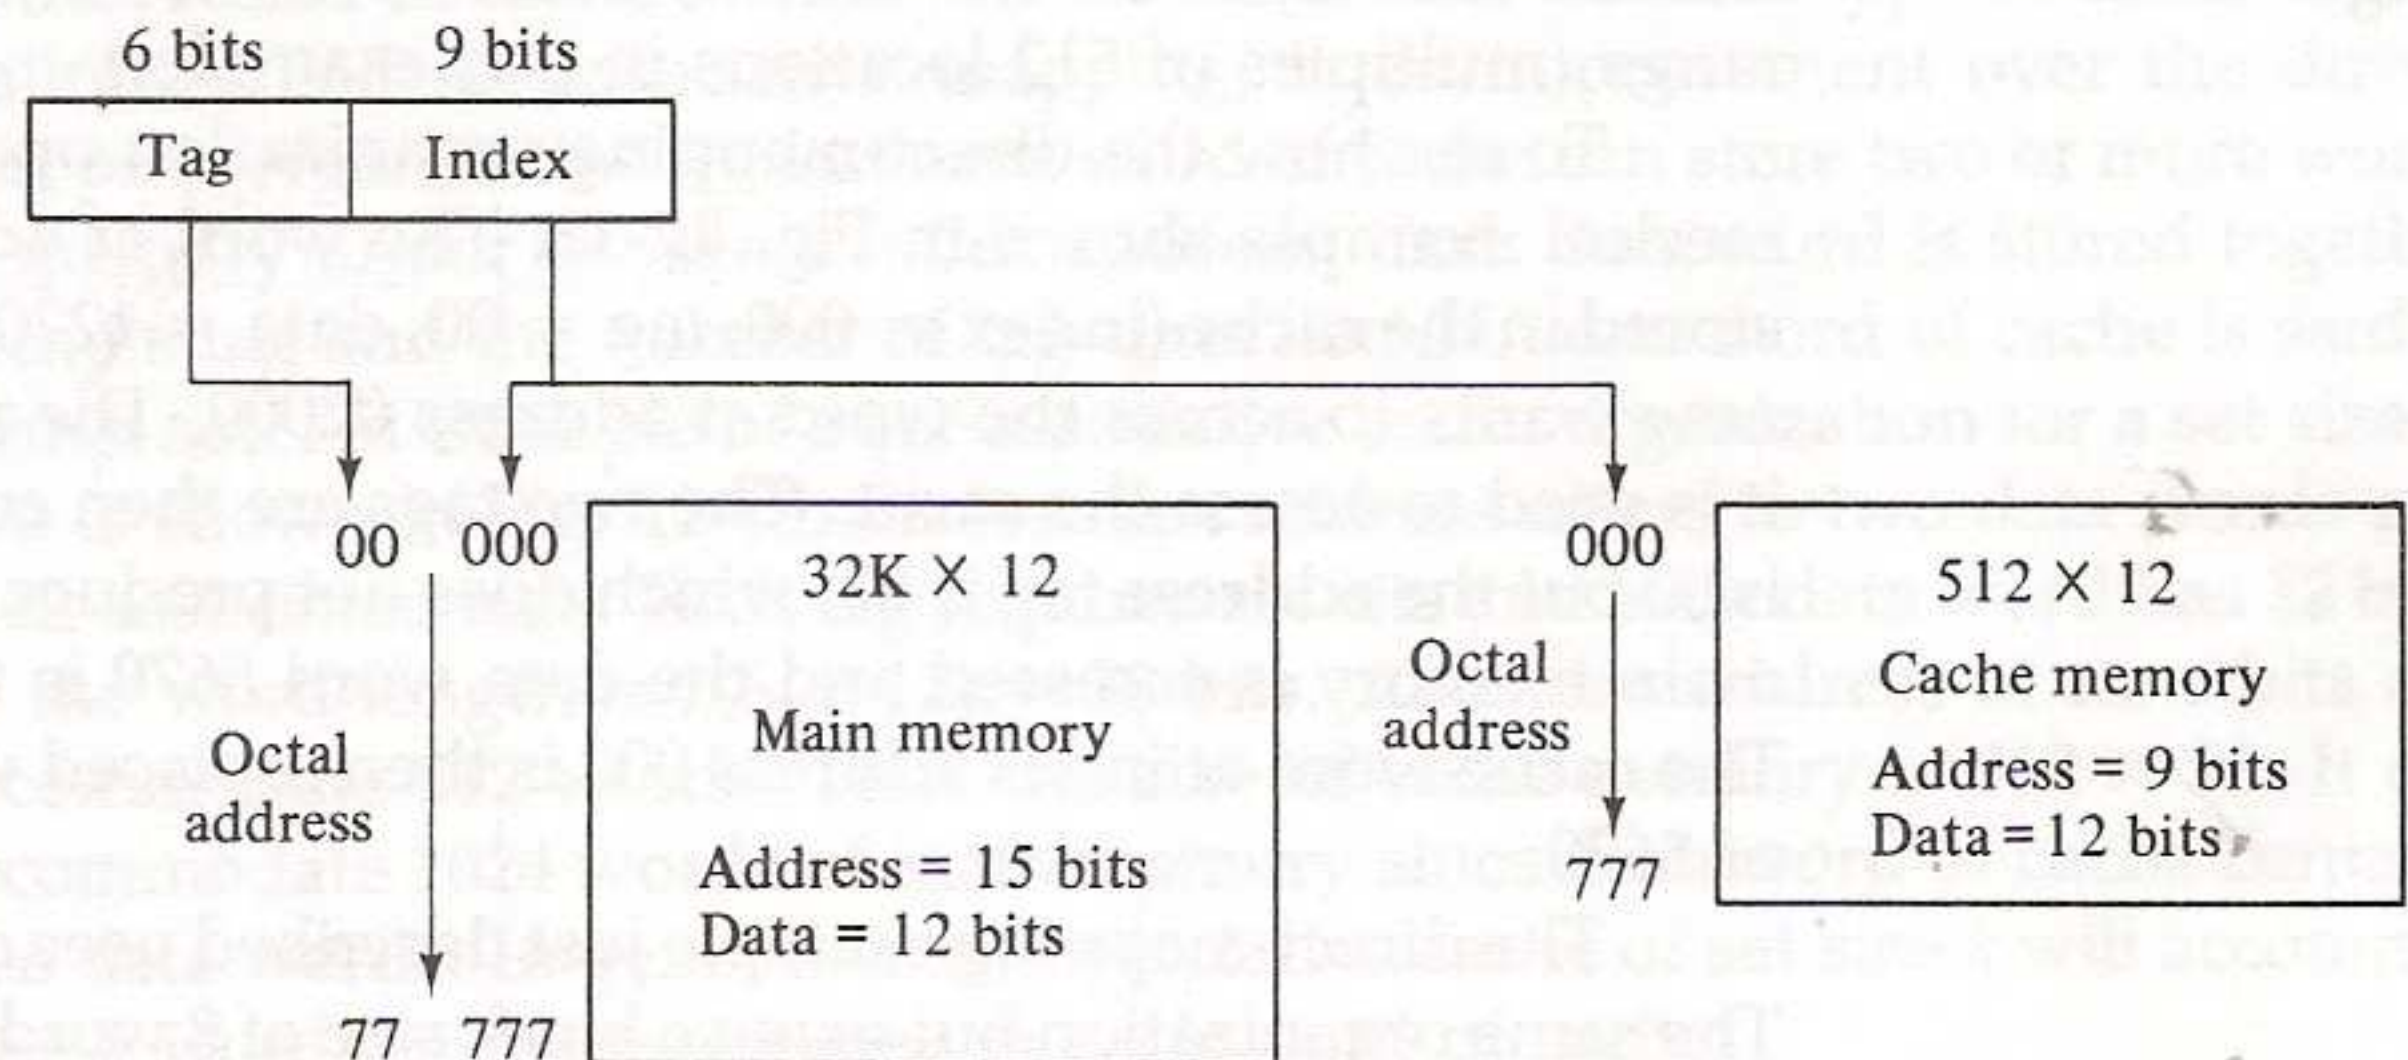 6 bits 9 bits
Tag Index
00 000
Octal
address
77 777
32K × 12
Main memory
Address = 15 bits
Data = 12 bits
000
Octal
address
777
512 × 12
Cache memory
Address = 9 bits
Data = 12 bits